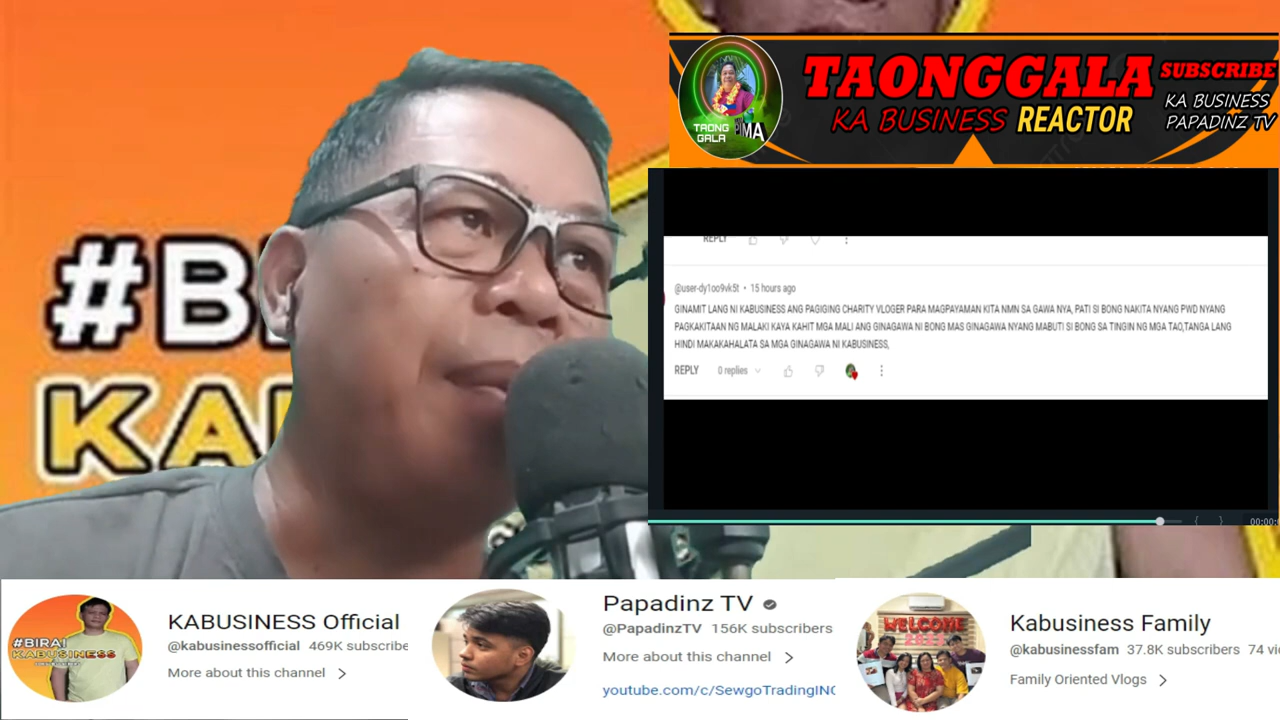 TAONGGALA
SUBSCRIBE
KA BUSINESS REACTOR
KA BUSINESS
PAPADINZ TV
TAONG
GALA
PIMA
#B
KA
REPLY
@user-dy1oo9vk5t • 15 hours ago
GINAMIT LANG NI KABUSINESS ANG PAGIGING CHARITY VLOGER PARA MAGPAYAMAN KITA NMN SA GAWA NYA, PATI SI BONG NAKITA NYANG PWD NYANG
PAGKAKITAAN NG MALAKI KAYA KAHIT MGA MALI ANG GINAGAWA NI BONG MAS GINAGAWA NYANG MABUTI SI BONG SA TINGIN NG MGA TAO,TANGA LANG
HINDI MAKAKAHALATA SA MGA GINAGAWA NI KABUSINESS,
REPLY 0 replies
00:00:0
#BIRAI
KABUSINESS
KABUSINESS Official
@kabusinessofficial 469K subscribe
More about this channel >
Papadinz TV
@PapadinzTV 156K subscribers
More about this channel >
youtube.com/c/SewgoTradingINC
WELCOME
Kabusiness Family
@kabusinessfam 37.8K subscribers 74 vi
Family Oriented Vlogs >